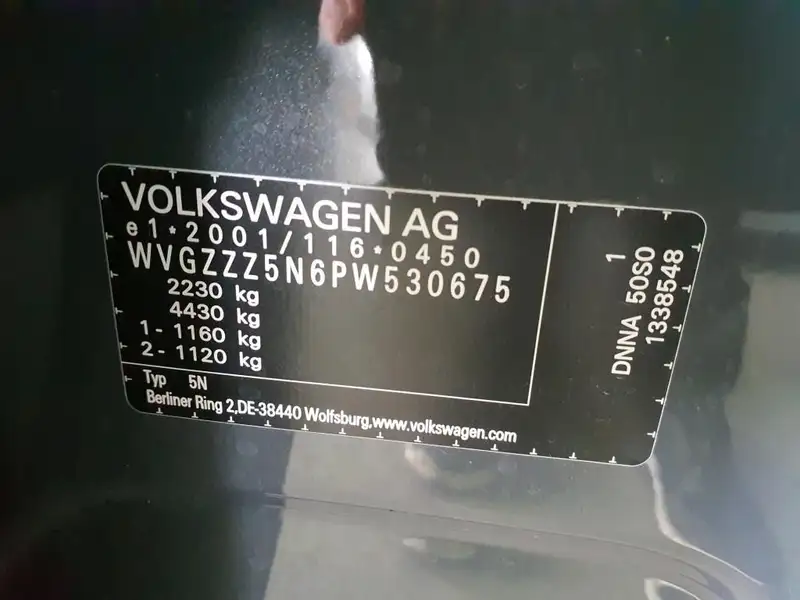 VOLKSWAGEN AG
e1*2001/116*0450
WVGZZZ5N6PW530675
2230 kg
4430 kg
1- 1160 kg
2- 1120 kg
Typ 5N
Berliner Ring 2,DE-38440 Wolfsburg,www.volkswagen.com
1
DNNA 50S0
1338548